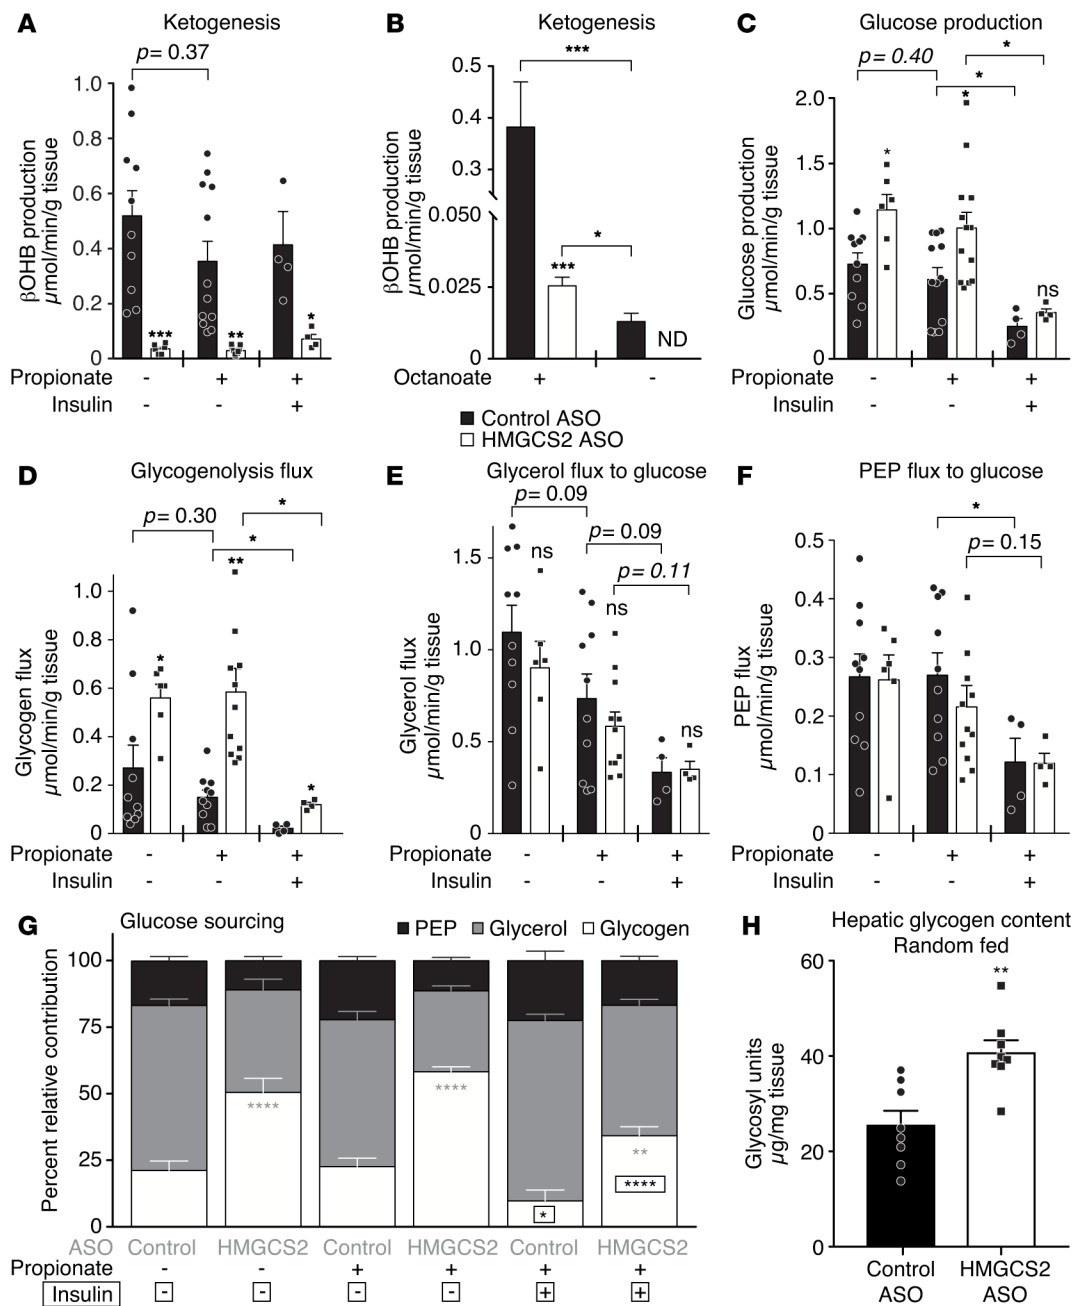 A Ketogenesis
p = 0.37
βOHB production
µmol/min/g tissue
1.0
0.8
0.6
0.4
0.2
0
*** ** *
Propionate - + +
Insulin - - +
B Ketogenesis
***
βOHB production
µmol/min/g tissue
0.5
0.4
0.3
0.050
0.025
0
*
***
ND
Octanoate + -
Control ASO
HMGCS2 ASO
C Glucose production
p = 0.40 * *
Glucose production
µmol/min/g tissue
2.0
1.5
1.0
0.5
0
* * ns
Propionate - + +
Insulin - - +
D Glycogenolysis flux
p = 0.30 * *
Glycogen flux
µmol/min/g tissue
1.0
0.8
0.6
0.4
0.2
0
* ** *
Propionate - + +
Insulin - - +
E Glycerol flux to glucose
p = 0.09
p = 0.09
p = 0.11
Glycerol flux
µmol/min/g tissue
1.5
1.0
0.5
0
ns ns ns
Propionate - + +
Insulin - - +
F PEP flux to glucose
*
p = 0.15
PEP flux
µmol/min/g tissue
0.5
0.4
0.3
0.2
0.1
0
Propionate - + +
Insulin - - +
G Glucose sourcing
PEP Glycerol Glycogen
Percent relative contribution
100
75
50
25
0
**** **** ** **** *
ASO Control HMGCS2 Control HMGCS2 Control HMGCS2
Propionate - - + + + +
Insulin - - - - + +
H Hepatic glycogen content
Random fed
Glycosyl units
µg/mg tissue
60
40
20
0
**
Control
ASO
HMGCS2
ASO